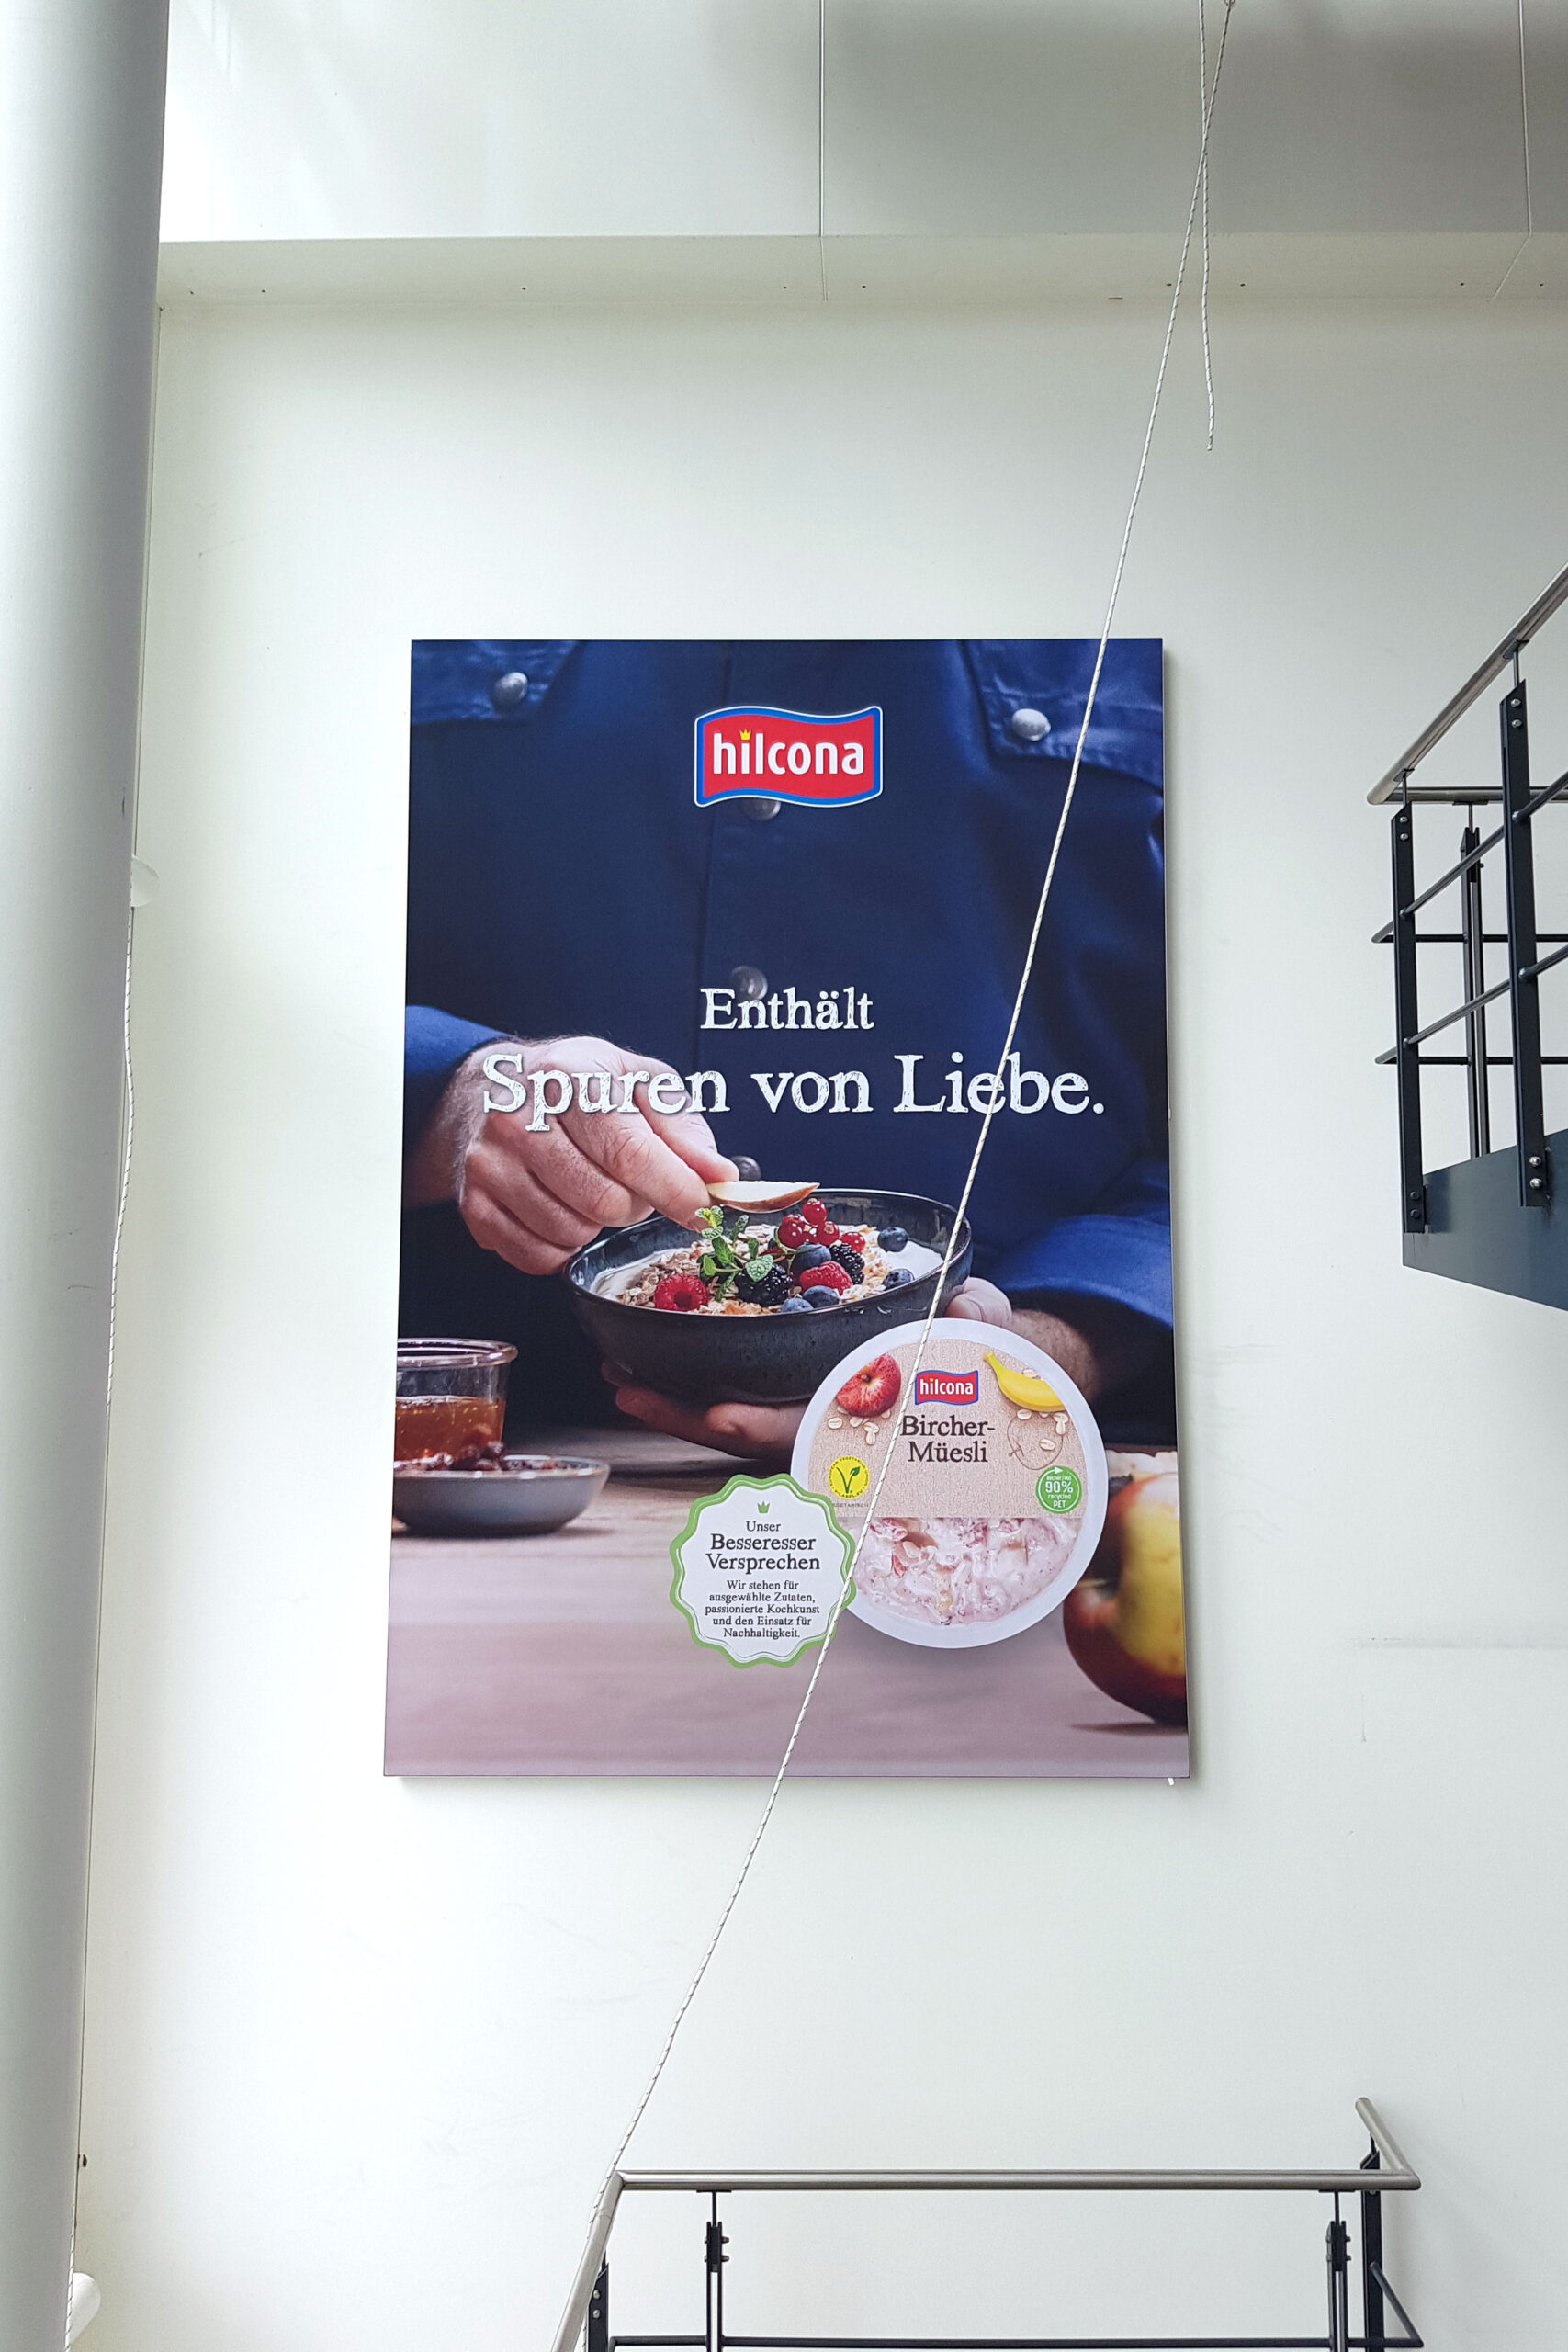 hilcona
Enthält
Spuren von Liebe.
hilcona
Bircher-
Müesli
90%
recycled
PET
Unser
Besseresser
Versprechen
Wir stehen für
ausgewählte Zutaten,
passionierte Kochkunst
und den Einsatz für
Nachhaltigkeit.